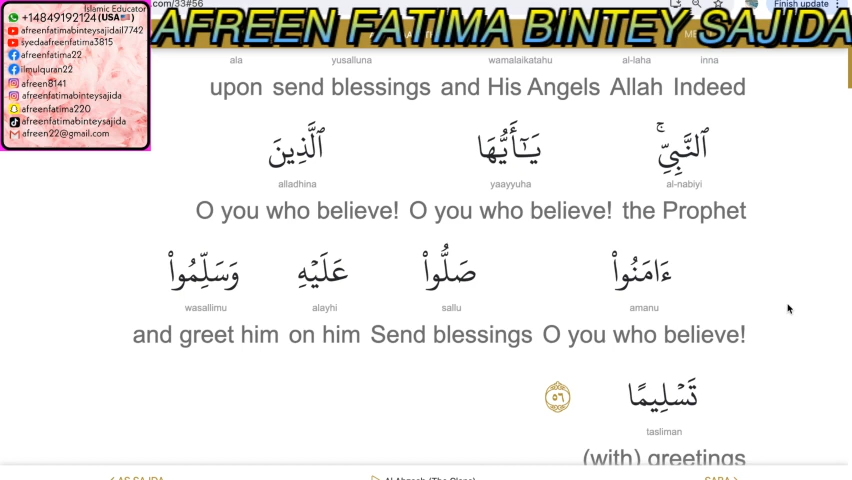 com/33#56
Finish update
Islamic Educator
+14849192124 (USA)
afreenfatimabinteysajidail7742
syedaafreenfatima3815
afreenfatima22
ilmulquran22
afreen8141
afreenfatimabinteysajida
afreenfatima220
afreenfatimabinteysajida
afreen22@gmail.com
AFREEN FATIMA BINTEY SAJIDA
ala yusalluna wamalaikatahu al-laha inna
upon send blessings and His Angels Allah Indeed
ٱلنَّبِىِّۚ يَـٰٓأَيُّهَا ٱلَّذِينَ
alladhina yaayyuha al-nabiyi
O you who believe! O you who believe! the Prophet
ءَامَنُوا۟ صَلُّوا۟ عَلَيْهِ وَسَلِّمُوا۟
wasallimu alayhi sallu amanu
and greet him on him Send blessings O you who believe!
تَسْلِيمًا ٥٦
tasliman
(with) greetings
AS SAJDA
Al Ahzaab (The Clans)
SABA